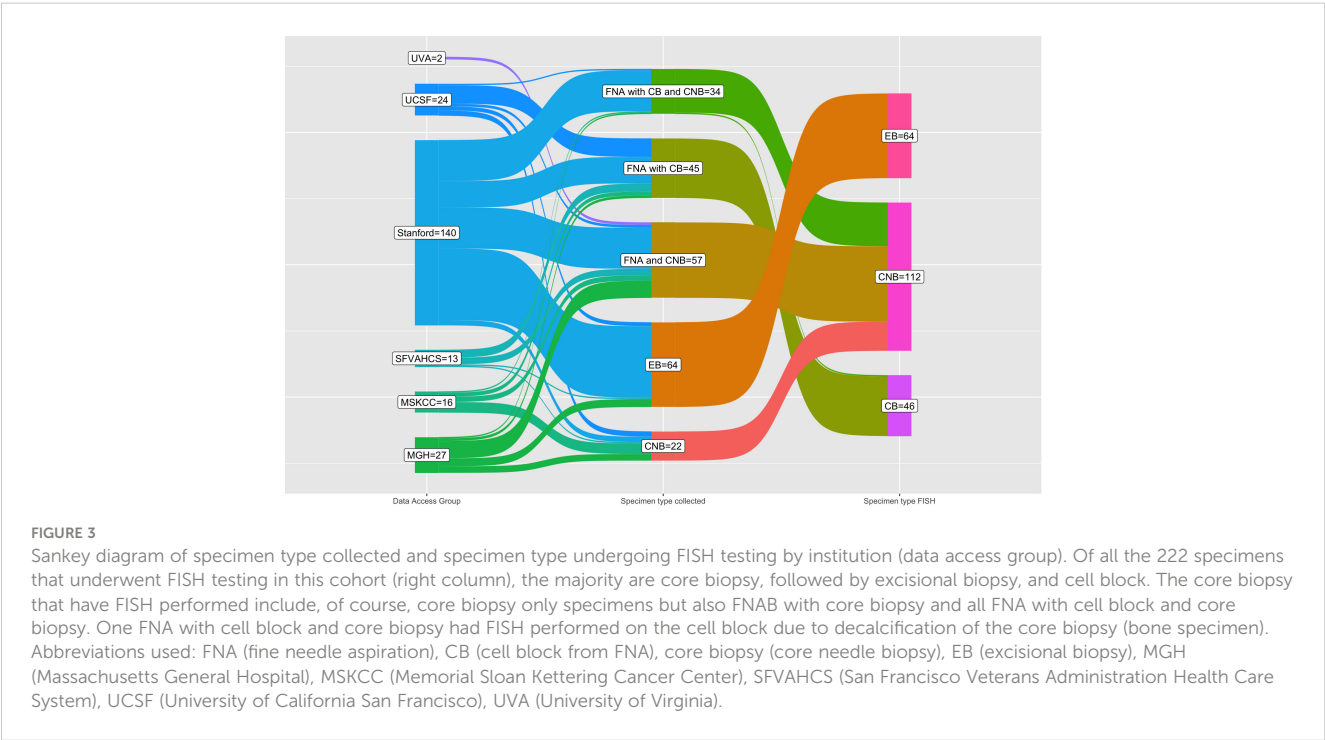 UVA=2
UCSF=24
Stanford=140
SFVAHCS=13
MSKCC=16
MGH=27
FNA with CB and CNB=34
FNA with CB=45
FNA and CNB=57
EB=64
CNB=22
EB=64
CNB=112
CB=46
Data Access Group
Specimen type collected
Specimen type FISH
FIGURE 3
Sankey diagram of specimen type collected and specimen type undergoing FISH testing by institution (data access group). Of all the 222 specimens
that underwent FISH testing in this cohort (right column), the majority are core biopsy, followed by excisional biopsy, and cell block. The core biopsy
that have FISH performed include, of course, core biopsy only specimens but also FNAB with core biopsy and all FNA with cell block and core
biopsy. One FNA with cell block and core biopsy had FISH performed on the cell block due to decalcification of the core biopsy (bone specimen).
Abbreviations used: FNA (fine needle aspiration), CB (cell block from FNA), core biopsy (core needle biopsy), EB (excisional biopsy), MGH
(Massachusetts General Hospital), MSKCC (Memorial Sloan Kettering Cancer Center), SFVAHCS (San Francisco Veterans Administration Health Care
System), UCSF (University of California San Francisco), UVA (University of Virginia).